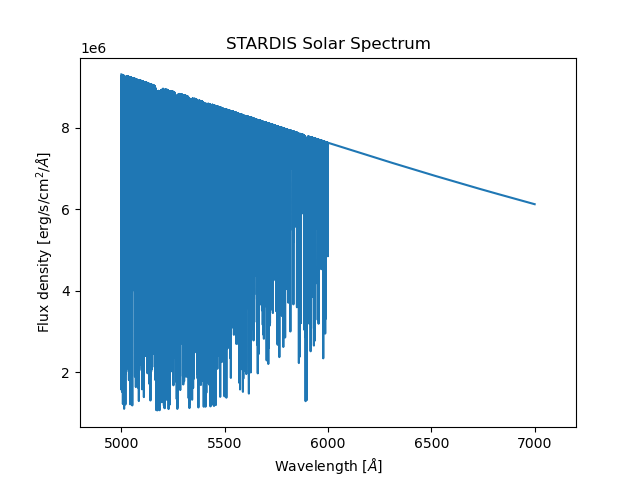 STARDIS Solar Spectrum
1e6
8
6
4
2
Flux density [erg/s/cm²/Å]
5000 5500 6000 6500 7000
Wavelength [Å]